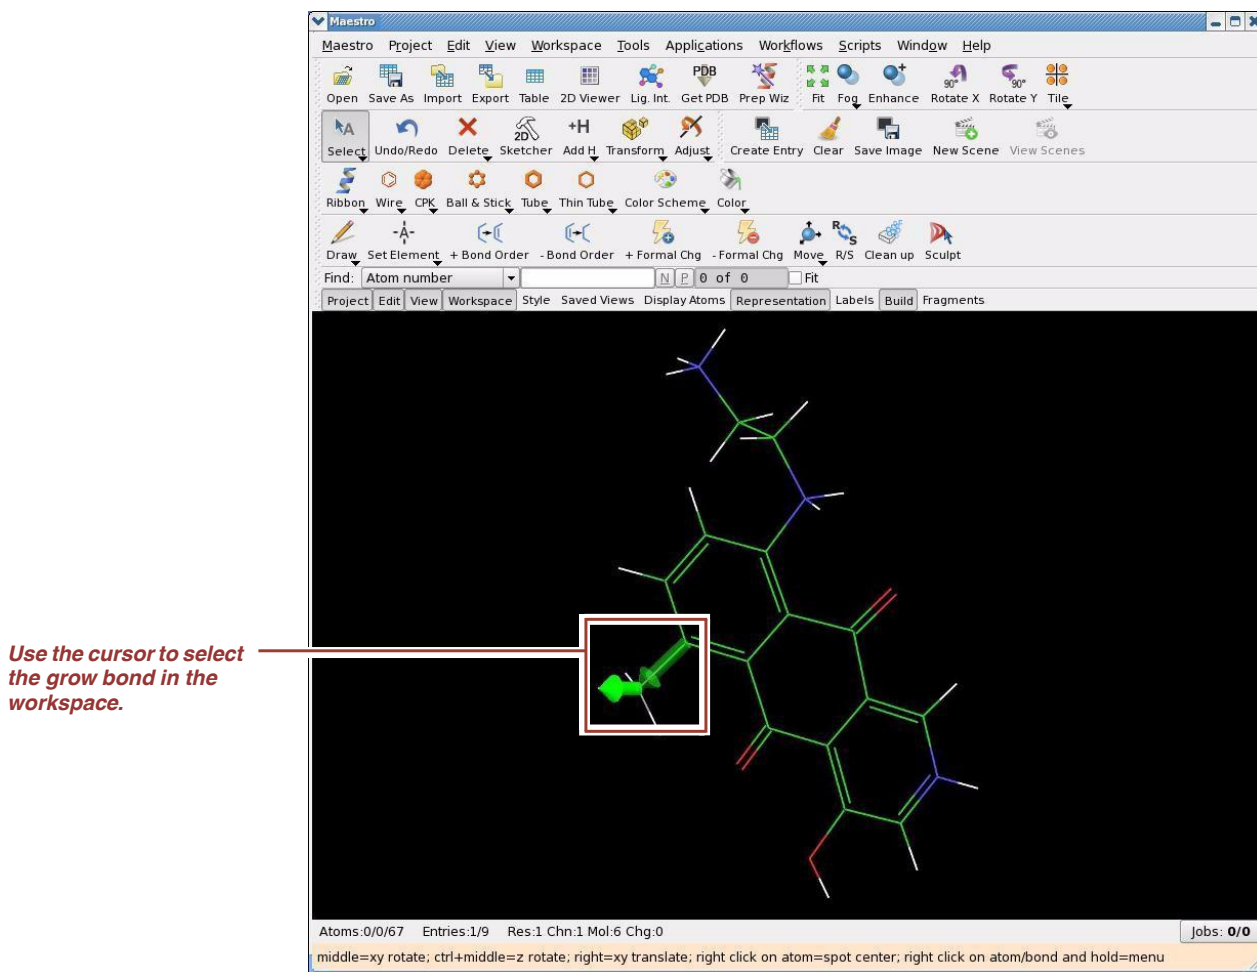 Maestro
Maestro Project Edit View Workspace Tools Applications Workflows Scripts Window Help
PDB 90° 90°
Open Save As Import Export Table 2D Viewer Lig. Int. Get PDB Prep Wiz Fit Fog Enhance Rotate X Rotate Y Tile
A 2D +H
Select Undo/Redo Delete Sketcher Add H Transform Adjust Create Entry Clear Save Image New Scene View Scenes
Ribbon Wire CPK Ball & Stick Tube Thin Tube Color Scheme Color
-A- R S
Draw Set Element + Bond Order - Bond Order + Formal Chg - Formal Chg Move R/S Clean up Sculpt
Find: Atom number N P 0 of 0 Fit
Project Edit View Workspace Style Saved Views Display Atoms Representation Labels Build Fragments
Use the cursor to select
the grow bond in the
workspace.
Atoms:0/0/67 Entries:1/9 Res:1 Chn:1 Mol:6 Chg:0 Jobs: 0/0
middle=xy rotate; ctrl+middle=z rotate; right=xy translate; right click on atom=spot center; right click on atom/bond and hold=menu